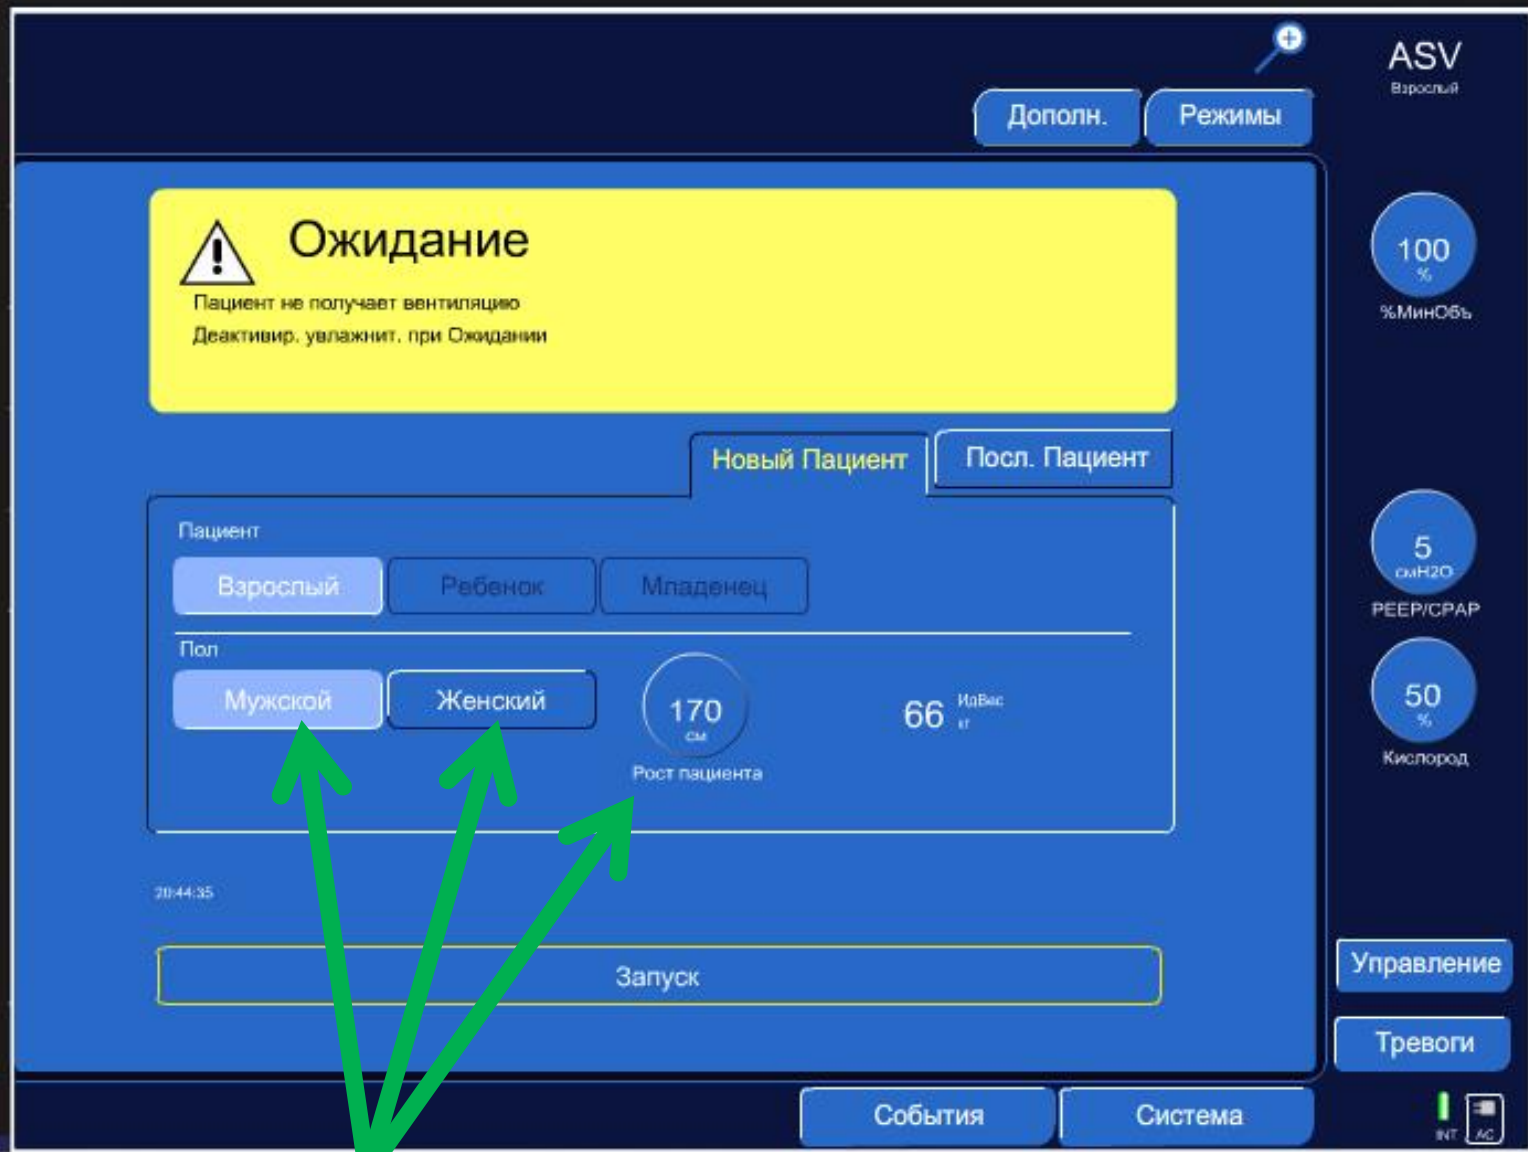 ASV
Взрослый
Дополн.
Режимы
Ожидание
Пациент не получает вентиляцию
Деактивир. увлажнит. при Ожидании
100
%
%МинОбъ
Новый Пациент
Посл. Пациент
Пациент
Взрослый
Ребенок
Младенец
5
смH2O
PEEP/CPAP
Пол
Мужской
Женский
170
см
Рост пациента
66 ИдВес
кг
50
%
Кислород
20:44:35
Запуск
Управление
Тревоги
События
Система
INT
AC